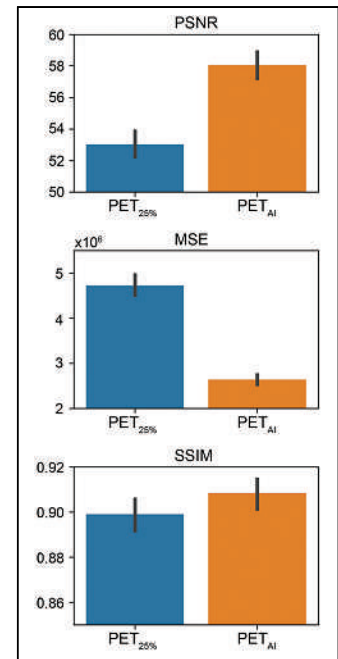 PSNR
60
58
56
54
52
50
PET25% PETAI
MSE
x10⁶
5
4
3
2
PET25% PETAI
SSIM
0.92
0.90
0.88
0.86
PET25% PETAI